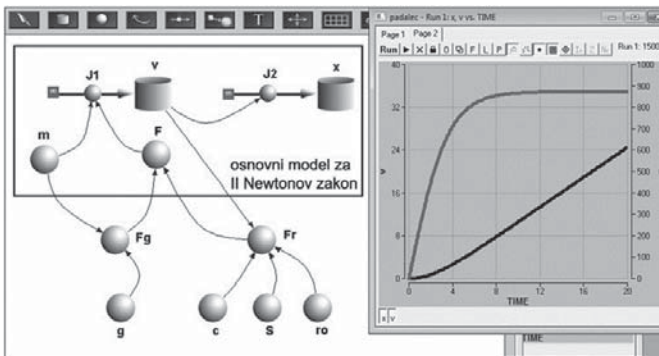 T
J1
v
J2
x
m
F
osnovni model za
II Newtonov zakon
Fg
Fr
g
c
S
ro
padalec - Run 1: x, v vs. TIME
Page 1 Page 2
Run
F L P
Run 1: 1500
40
32
24
16
8
0
v
1000
900
800
700
600
500
400
300
200
100
0
0 4 8 12 16 20
TIME
x v
TIME